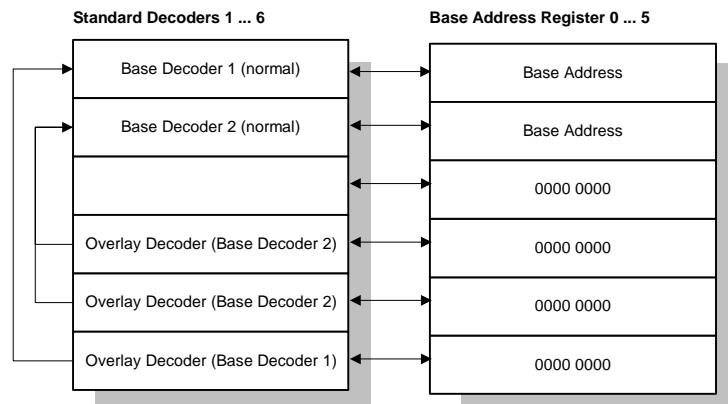 Standard Decoders 1 ... 6
Base Address Register 0 ... 5
Base Decoder 1 (normal)
Base Address
Base Decoder 2 (normal)
Base Address
0000 0000
Overlay Decoder (Base Decoder 2)
0000 0000
Overlay Decoder (Base Decoder 2)
0000 0000
Overlay Decoder (Base Decoder 1)
0000 0000